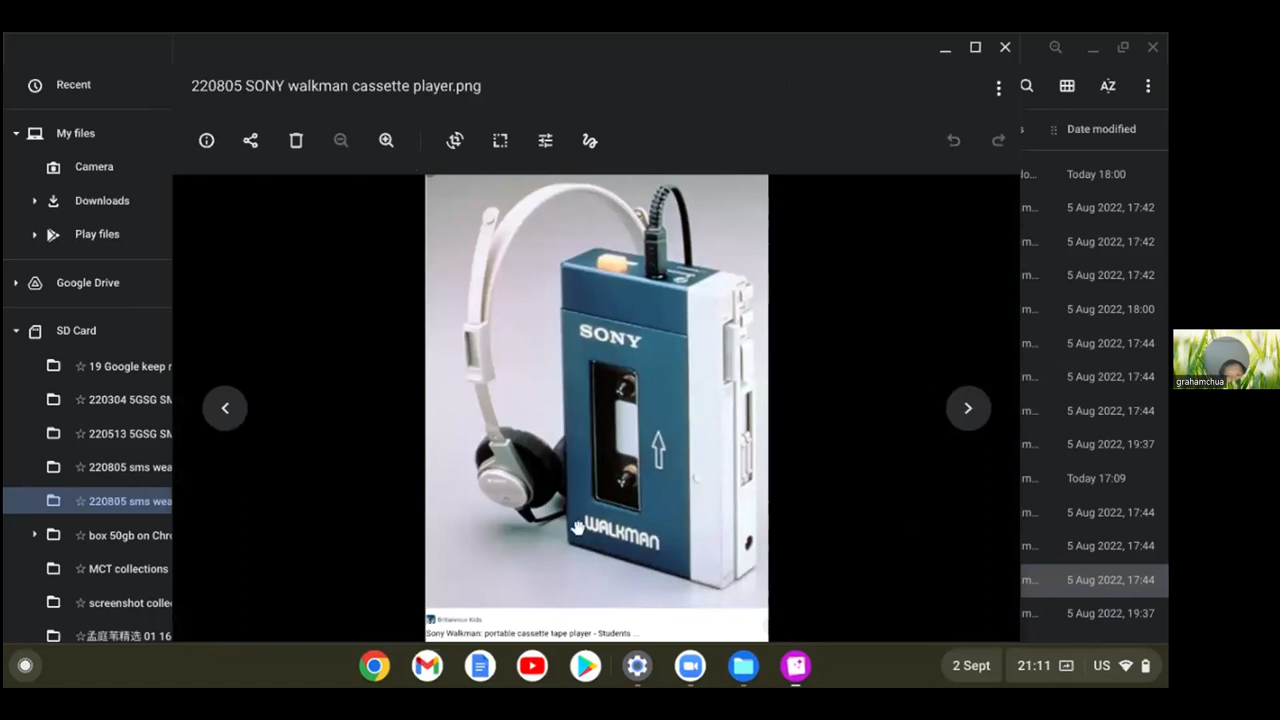 220805 SONY walkman cassette player.png
Recent
My files
Camera
Downloads
Play files
Google Drive
SD Card
☆ 19 Google keep r
☆ 220304 5GSG SM
☆ 220513 5GSG SM
☆ 220805 sms wea
☆ 220805 sms wea
☆ box 50gb on Chro
☆ MCT collections
☆ screenshot colle
☆孟庭苇精选 01 16
SONY
WALKMAN
Britannica Kids
Sony Walkman: portable cassette tape player - Students ...
AZ
s Date modified
lo... Today 18:00
m... 5 Aug 2022, 17:42
m... 5 Aug 2022, 17:42
m... 5 Aug 2022, 17:42
m... 5 Aug 2022, 18:00
m... 5 Aug 2022, 17:44
m... 5 Aug 2022, 17:44
m... 5 Aug 2022, 17:44
m... 5 Aug 2022, 19:37
m... Today 17:09
m... 5 Aug 2022, 17:44
m... 5 Aug 2022, 17:44
m... 5 Aug 2022, 17:44
m... 5 Aug 2022, 19:37
grahamchua
2 Sept 21:11 US